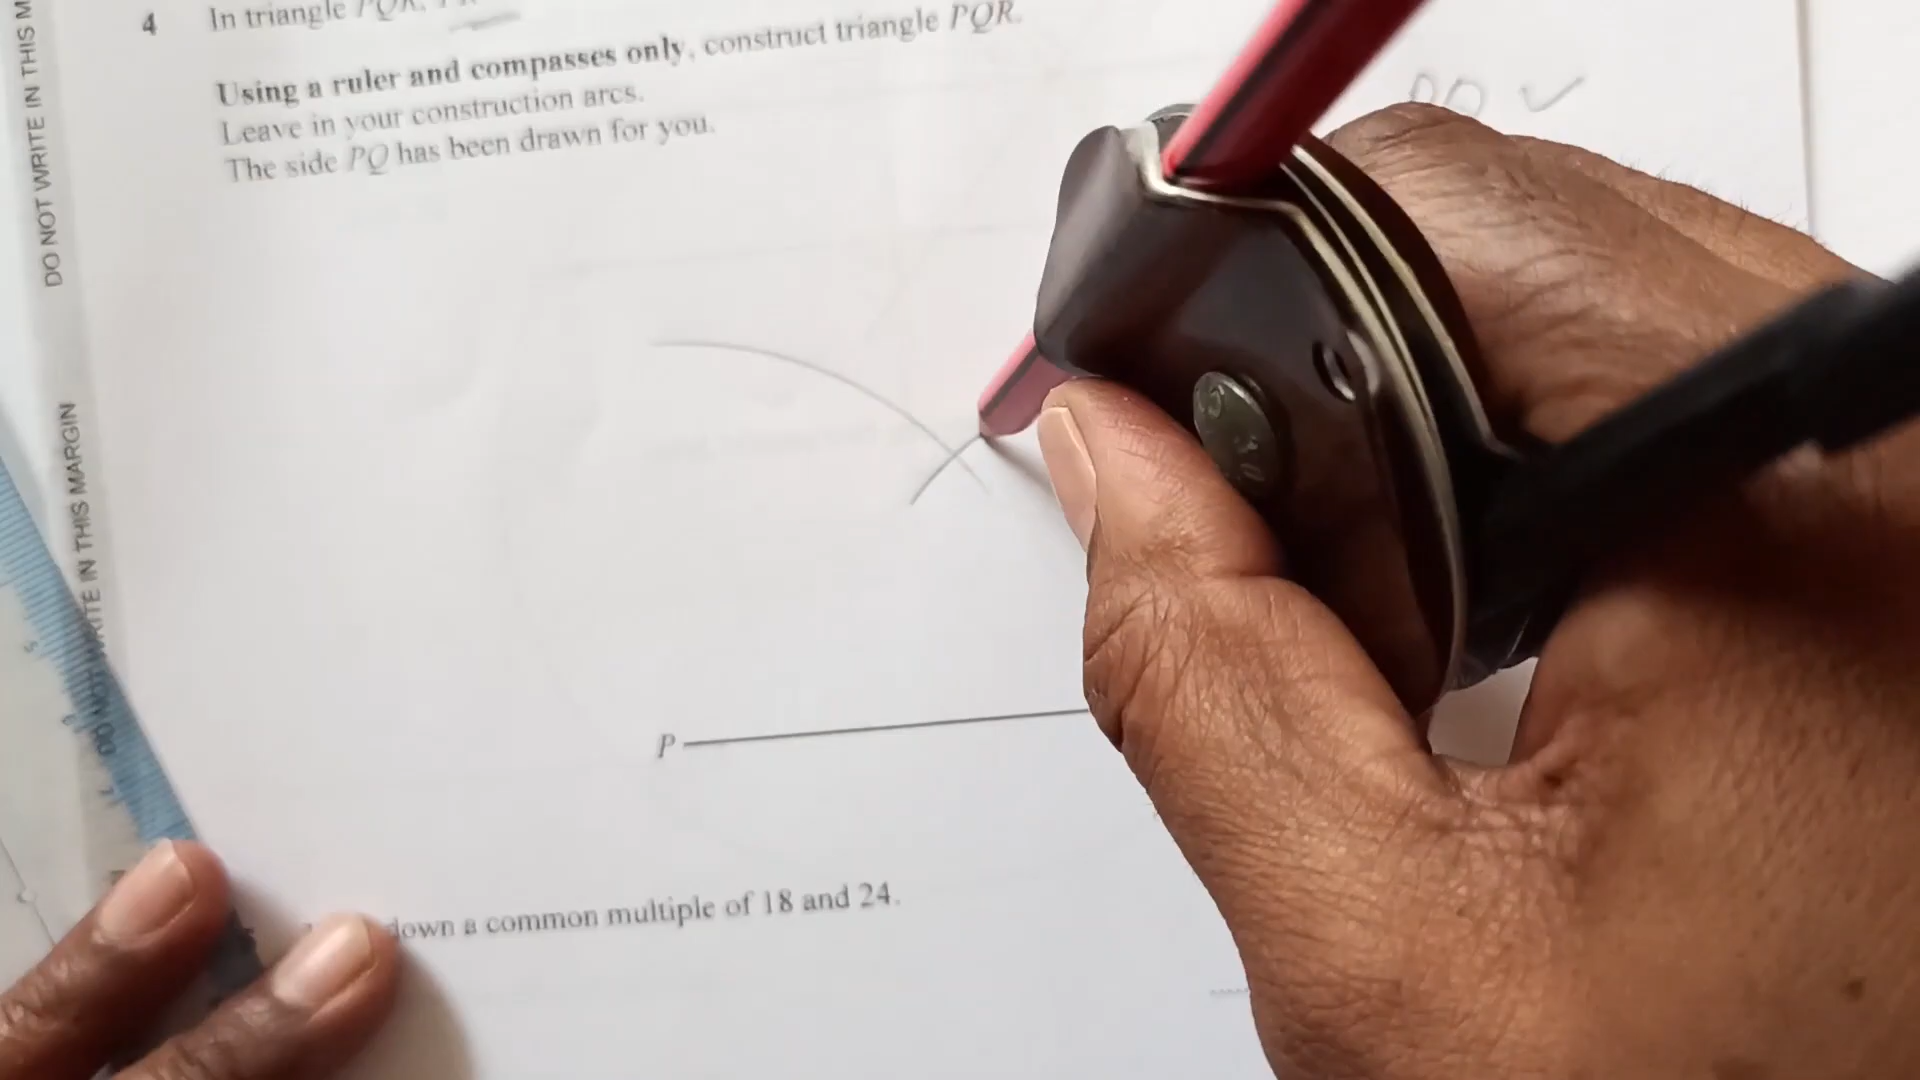 DO NOT WRITE IN THIS M
4 In triangle PQR,
Using a ruler and compasses only, construct triangle PQR.
Leave in your construction arcs.
The side PQ has been drawn for you.
DO NOT WRITE IN THIS MARGIN
P
down a common multiple of 18 and 24.